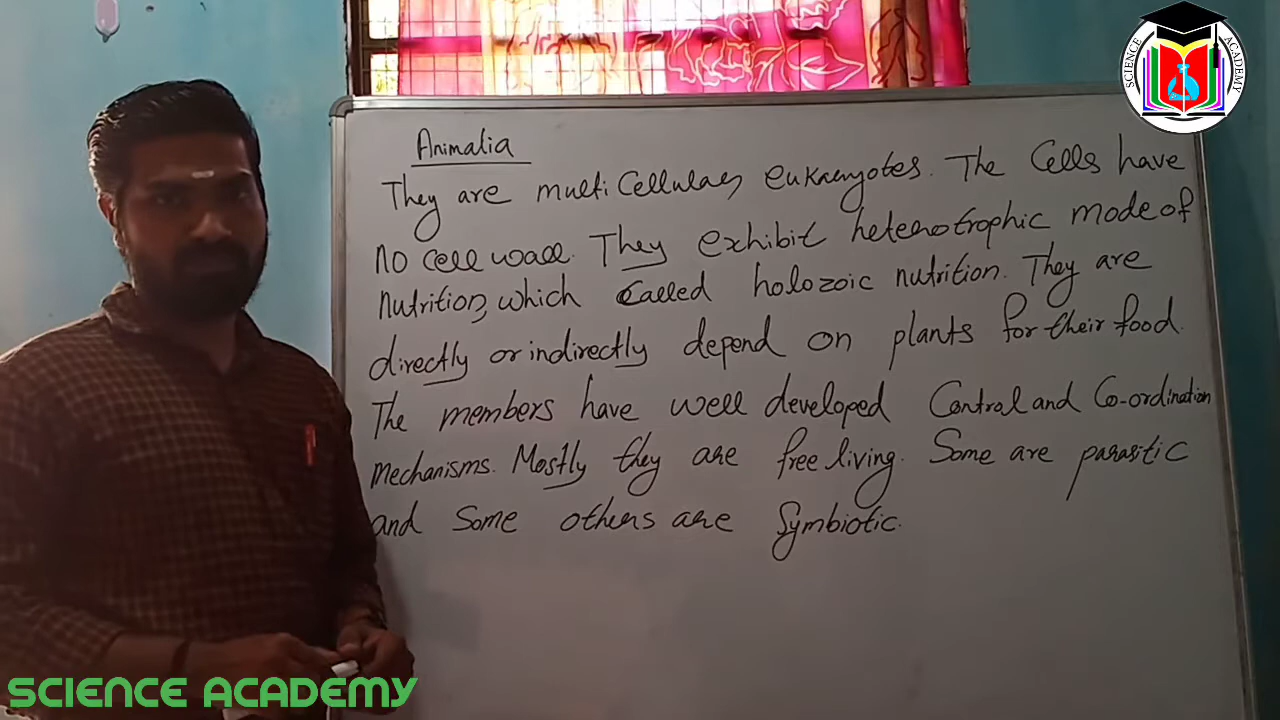 SCIENCE ACADEMY
Animalia
They are multi cellular, eukaryotes. The Cells have
no cell wall. They exhibit heterotrophic mode of
nutrition, which called holozoic nutrition. They are
directly or indirectly depend on plants for their food.
The members have well developed Control and Co-ordination
mechanisms. Mostly they are free living. Some are parasitic
and some others are Symbiotic.
SCIENCE ACADEMY